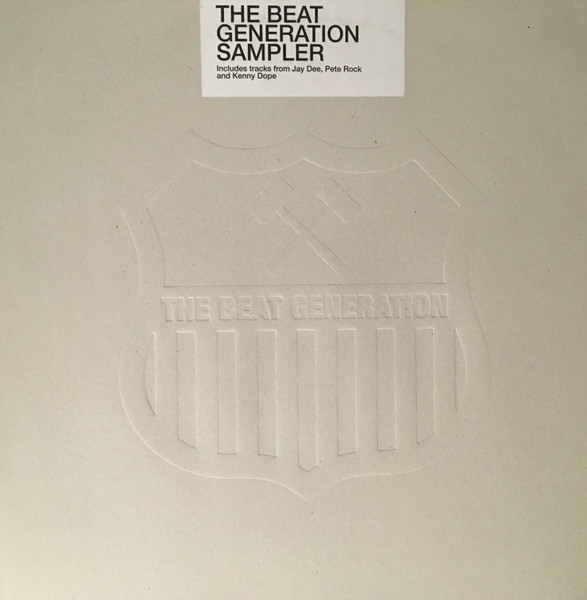 THE BEAT
GENERATION
SAMPLER
Includes tracks from Jay Dee, Pete Rock
and Kenny Dope
THE BEAT GENERATION